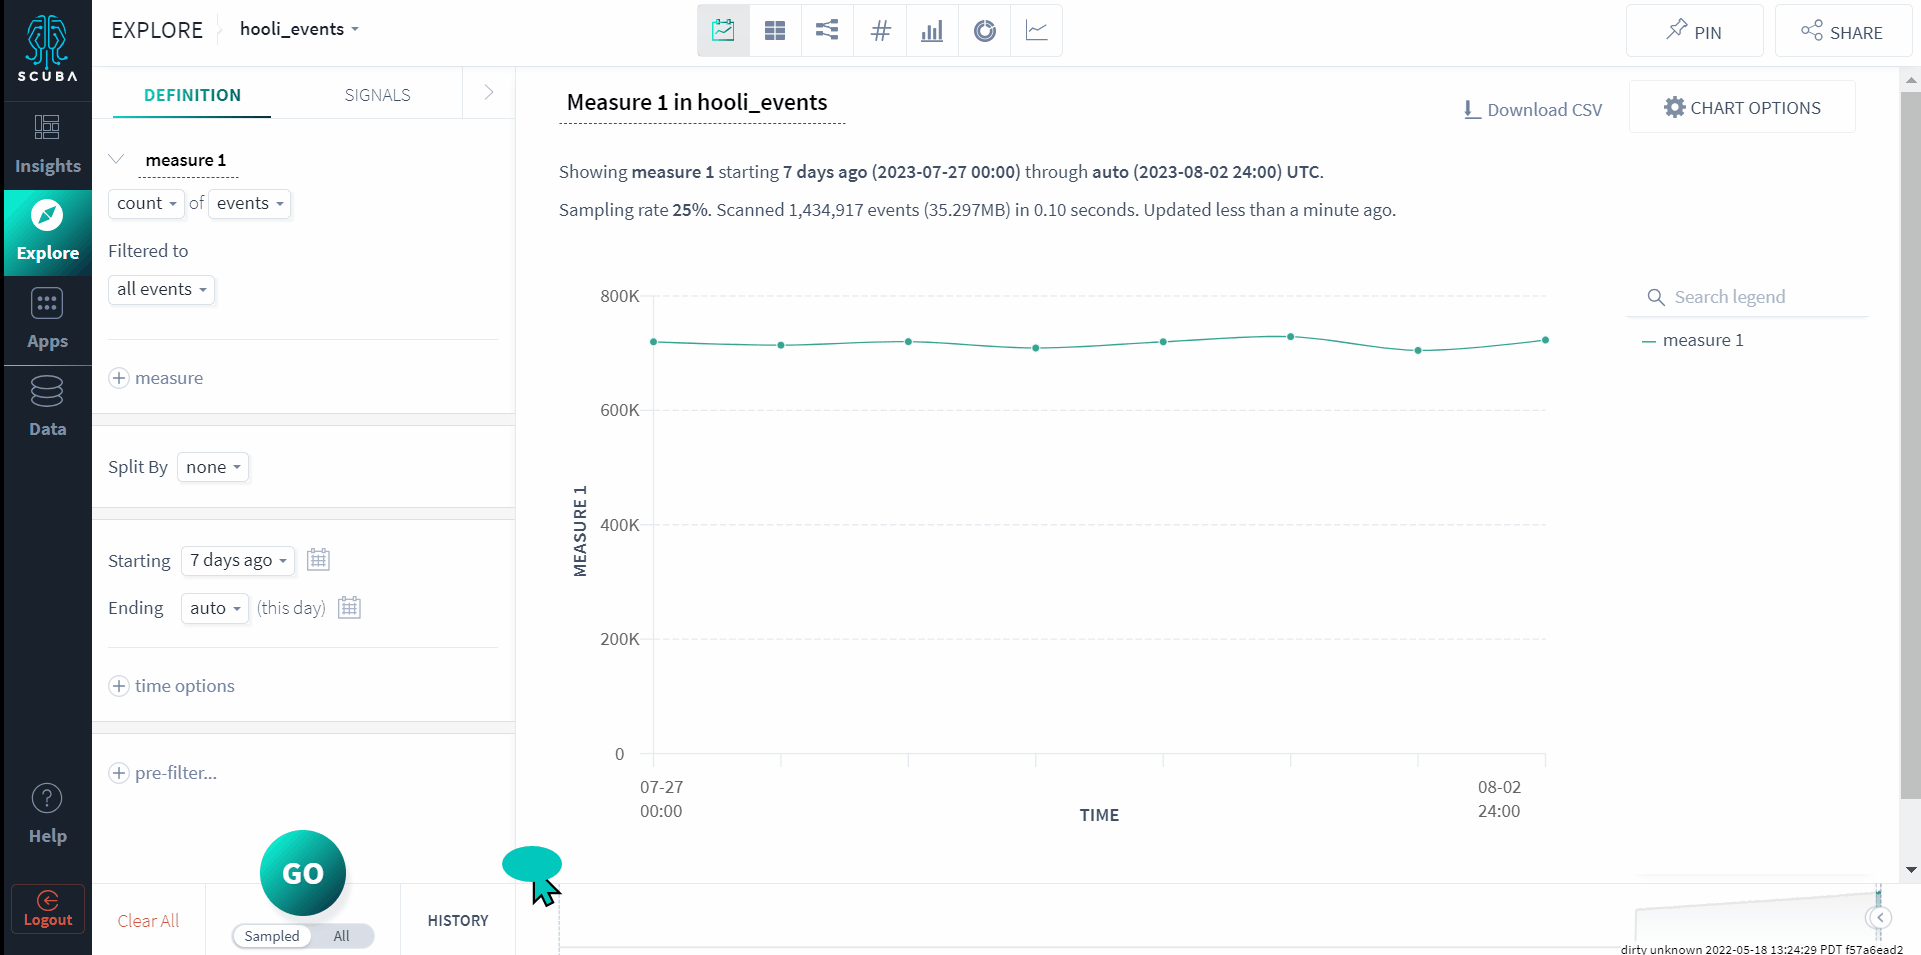 SCUBA
Insights
Explore
Apps
Data
Help
Logout
EXPLORE
hooli_events
PIN
SHARE
DEFINITION
SIGNALS
measure 1
count of events
Filtered to
all events
measure
Split By none
Starting 7 days ago
Ending auto (this day)
time options
pre-filter...
GO
Clear All
Sampled All
HISTORY
Measure 1 in hooli_events
Download CSV
CHART OPTIONS
Showing measure 1 starting 7 days ago (2023-07-27 00:00) through auto (2023-08-02 24:00) UTC.
Sampling rate 25%. Scanned 1,434,917 events (35.297MB) in 0.10 seconds. Updated less than a minute ago.
800K
600K
400K
200K
0
MEASURE 1
07-27
00:00
08-02
24:00
TIME
Search legend
measure 1
dirty unknown 2022-05-18 13:24:29 PDT f57a6ead2